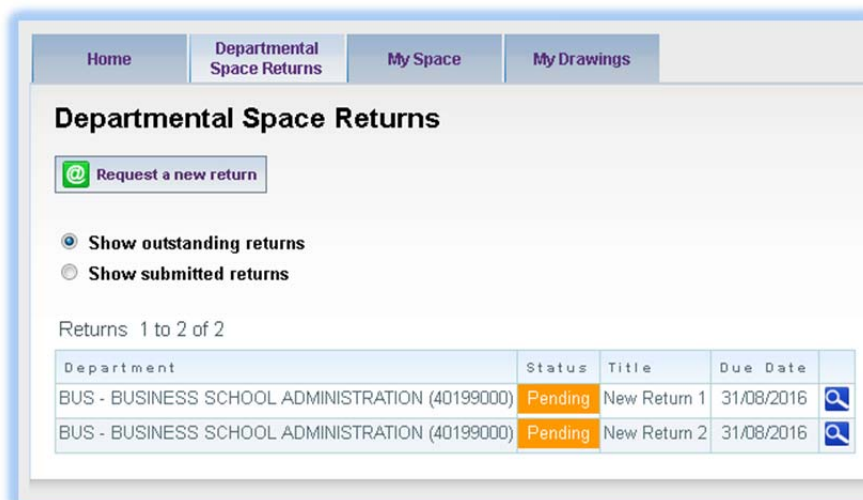 Home
Departmental
Space Returns
My Space
My Drawings
Departmental Space Returns
@ Request a new return
Show outstanding returns
Show submitted returns
Returns 1 to 2 of 2
Department Status Title Due Date
BUS - BUSINESS SCHOOL ADMINISTRATION (40199000) Pending New Return 1 31/08/2016
BUS - BUSINESS SCHOOL ADMINISTRATION (40199000) Pending New Return 2 31/08/2016